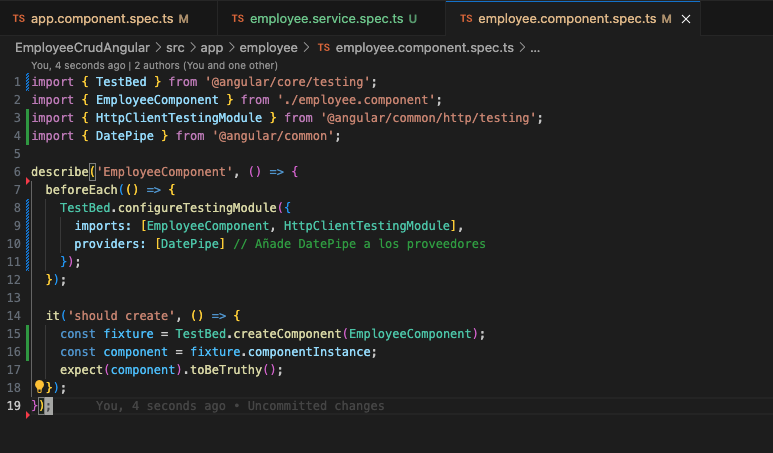 TS app.component.spec.ts M TS employee.service.spec.ts U TS employee.component.spec.ts M ×
EmployeeCrudAngular > src > app > employee > TS employee.component.spec.ts > ...
You, 4 seconds ago | 2 authors (You and one other)
1 import { TestBed } from '@angular/core/testing';
2 import { EmployeeComponent } from './employee.component';
3 import { HttpClientTestingModule } from '@angular/common/http/testing';
4 import { DatePipe } from '@angular/common';
5
6 describe('EmployeeComponent', () => {
7   beforeEach(() => {
8     TestBed.configureTestingModule({
9       imports: [EmployeeComponent, HttpClientTestingModule],
10       providers: [DatePipe] // Añade DatePipe a los proveedores
11     });
12   });
13
14   it('should create', () => {
15     const fixture = TestBed.createComponent(EmployeeComponent);
16     const component = fixture.componentInstance;
17     expect(component).toBeTruthy();
18   });
19 }); You, 4 seconds ago • Uncommitted changes